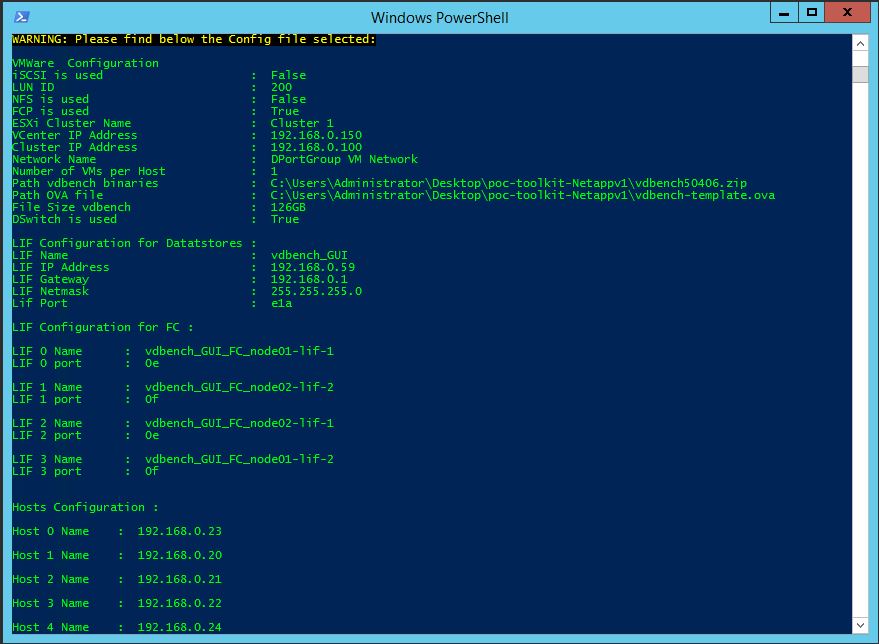 Windows PowerShell
WARNING: Please find below the Config file selected:
VMWare  Configuration
iSCSI is used : False
LUN ID : 200
NFS is used : False
FCP is used : True
ESXi Cluster Name : Cluster 1
VCenter IP Address : 192.168.0.150
Cluster IP Address : 192.168.0.100
Network Name : DPortGroup VM Network
Number of VMs per Host : 1
Path vdbench binaries : C:\Users\Administrator\Desktop\poc-toolkit-Netappv1\vdbench50406.zip
Path OVA file : C:\Users\Administrator\Desktop\poc-toolkit-Netappv1\vdbench-template.ova
File Size vdbench : 126GB
DSwitch is used : True
LIF Configuration for Datatstores :
LIF Name : vdbench_GUI
LIF IP Address : 192.168.0.59
LIF Gateway : 192.168.0.1
LIF Netmask : 255.255.255.0
Lif Port : e1a
LIF Configuration for FC :
LIF 0 Name : vdbench_GUI_FC_node01-lif-1
LIF 0 port : 0e
LIF 1 Name : vdbench_GUI_FC_node02-lif-2
LIF 1 port : 0f
LIF 2 Name : vdbench_GUI_FC_node02-lif-1
LIF 2 port : 0e
LIF 3 Name : vdbench_GUI_FC_node01-lif-2
LIF 3 port : 0f
Hosts Configuration :
Host 0 Name : 192.168.0.23
Host 1 Name : 192.168.0.20
Host 2 Name : 192.168.0.21
Host 3 Name : 192.168.0.22
Host 4 Name : 192.168.0.24